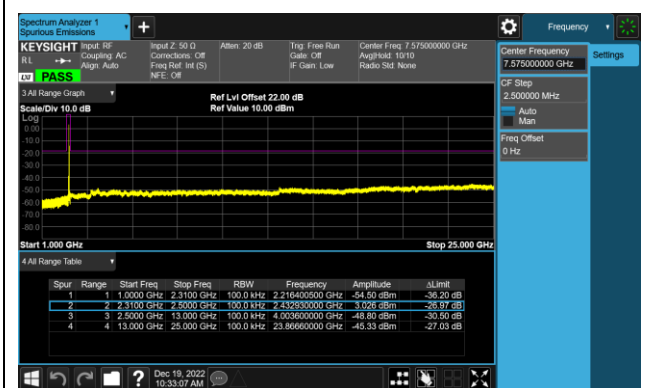 Spectrum Analyzer 1
Spurious Emissions
Frequency
KEYSIGHT Input: RF Input Z: 50 Ω Atten: 20 dB Trig: Free Run Center Freq: 7.575000000 GHz
RL Coupling: AC Corrections: Off Gate: Off Avg|Hold: 10/10
Align: Auto Freq Ref: Int (S) IF Gain: Low Radio Std: None
NFE: Off
LXI PASS
Center Frequency
7.575000000 GHz
Settings
CF Step
2.500000 MHz
Auto
Man
Freq Offset
0 Hz
3 All Range Graph
Ref Lvl Offset 22.00 dB
Scale/Div 10.0 dB Ref Value 10.00 dBm
Log
0.00
-10.0
-20.0
-30.0
-40.0
-50.0
-60.0
-70.0
-80.0
Start 1.000 GHz Stop 25.000 GHz
4 All Range Table
Spur Range Start Freq Stop Freq RBW Frequency Amplitude ΔLimit
1 1 1.0000 GHz 2.3100 GHz 100.0 kHz 2.216400500 GHz -54.50 dBm -36.20 dB
2 2 2.3100 GHz 2.5000 GHz 100.0 kHz 2.432930000 GHz 3.026 dBm -26.97 dB
3 3 2.5000 GHz 13.000 GHz 100.0 kHz 4.003600000 GHz -48.80 dBm -30.50 dB
4 4 13.000 GHz 25.000 GHz 100.0 kHz 23.86660000 GHz -45.33 dBm -27.03 dB
Dec 19, 2022
10:33:07 AM